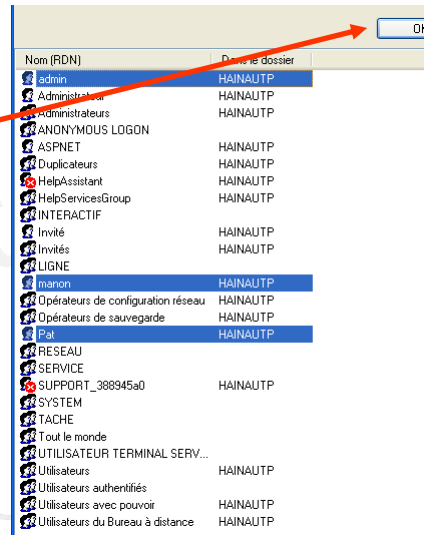 OK
Nom (RDN) Dans le dossier
admin HAINAUTP
Administrateur HAINAUTP
Administrateurs HAINAUTP
ANONYMOUS LOGON
ASPNET HAINAUTP
Duplicateurs HAINAUTP
HelpAssistant HAINAUTP
HelpServicesGroup HAINAUTP
INTERACTIF
Invité HAINAUTP
Invités HAINAUTP
LIGNE
manon HAINAUTP
Opérateurs de configuration réseau HAINAUTP
Opérateurs de sauvegarde HAINAUTP
Pat HAINAUTP
RESEAU
SERVICE
SUPPORT_388945a0 HAINAUTP
SYSTEM
TACHE
Tout le monde
UTILISATEUR TERMINAL SERV...
Utilisateurs HAINAUTP
Utilisateurs authentifiés
Utilisateurs avec pouvoir HAINAUTP
Utilisateurs du Bureau à distance HAINAUTP